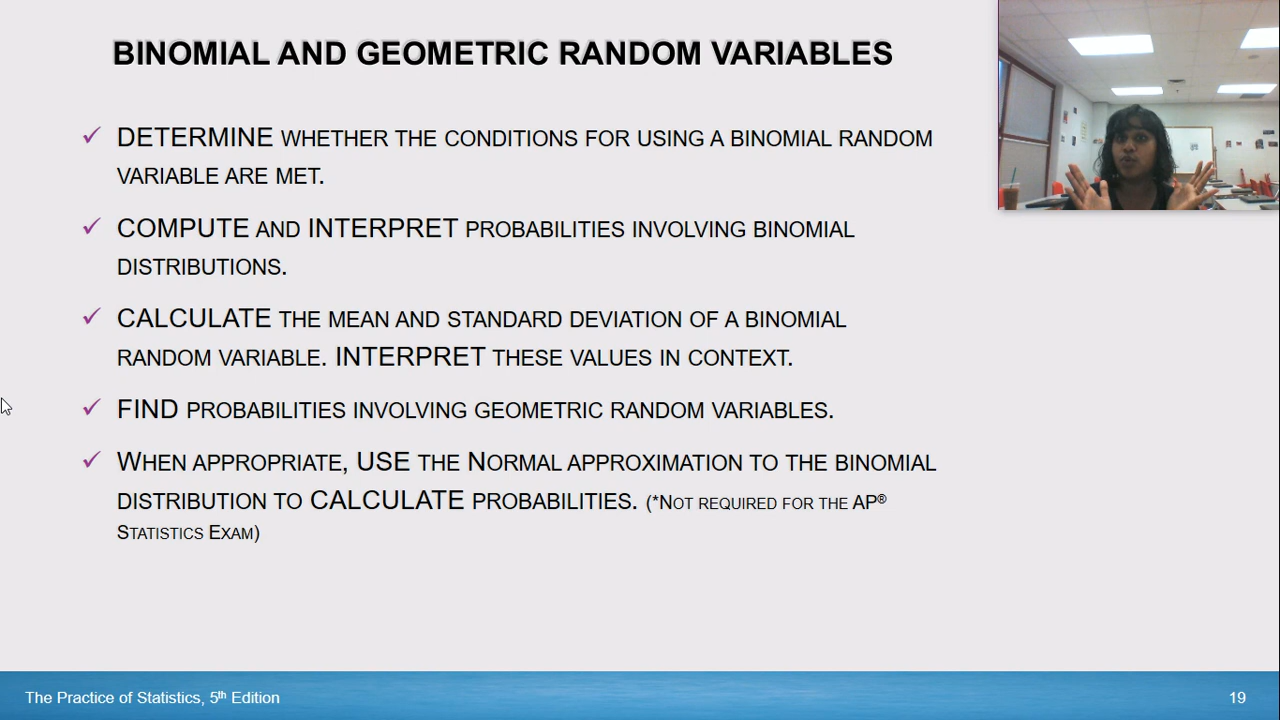 BINOMIAL AND GEOMETRIC RANDOM VARIABLES
✓ DETERMINE WHETHER THE CONDITIONS FOR USING A BINOMIAL RANDOM
VARIABLE ARE MET.
✓ COMPUTE AND INTERPRET PROBABILITIES INVOLVING BINOMIAL
DISTRIBUTIONS.
✓ CALCULATE THE MEAN AND STANDARD DEVIATION OF A BINOMIAL
RANDOM VARIABLE. INTERPRET THESE VALUES IN CONTEXT.
✓ FIND PROBABILITIES INVOLVING GEOMETRIC RANDOM VARIABLES.
✓ WHEN APPROPRIATE, USE THE NORMAL APPROXIMATION TO THE BINOMIAL
DISTRIBUTION TO CALCULATE PROBABILITIES. (*NOT REQUIRED FOR THE AP®
STATISTICS EXAM)
The Practice of Statistics, 5th Edition
19